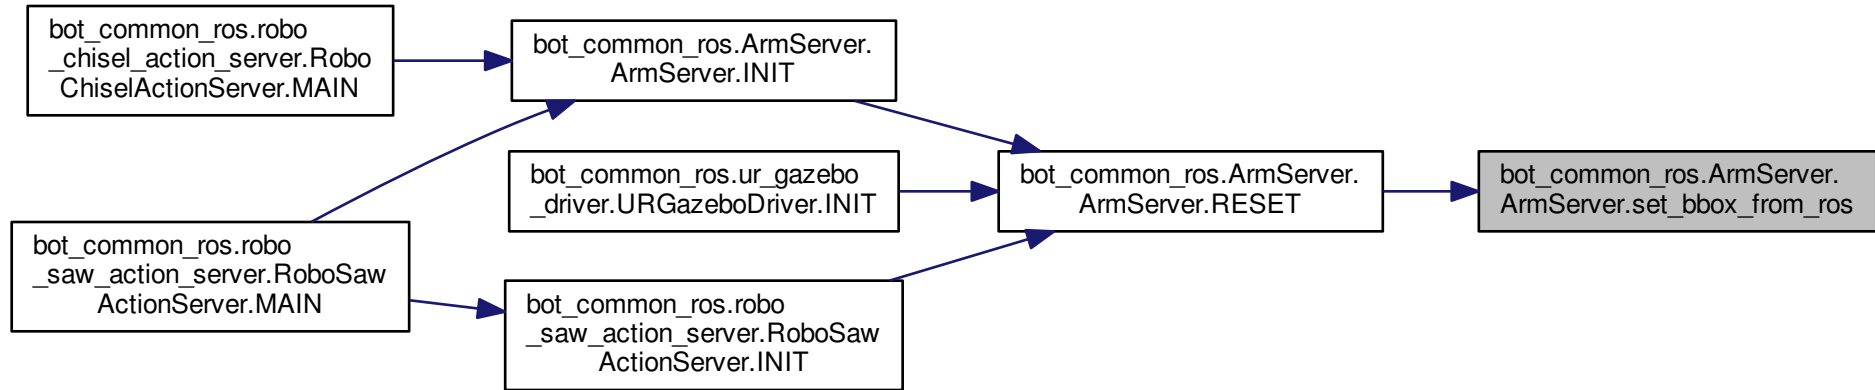 bot_common_ros.robo
_chisel_action_server.Robo
ChiselActionServer.MAIN
bot_common_ros.ArmServer.
ArmServer.INIT
bot_common_ros.ur_gazebo
_driver.URGazeboDriver.INIT
bot_common_ros.ArmServer.
ArmServer.RESET
bot_common_ros.ArmServer.
ArmServer.set_bbox_from_ros
bot_common_ros.robo
_saw_action_server.RoboSaw
ActionServer.MAIN
bot_common_ros.robo
_saw_action_server.RoboSaw
ActionServer.INIT